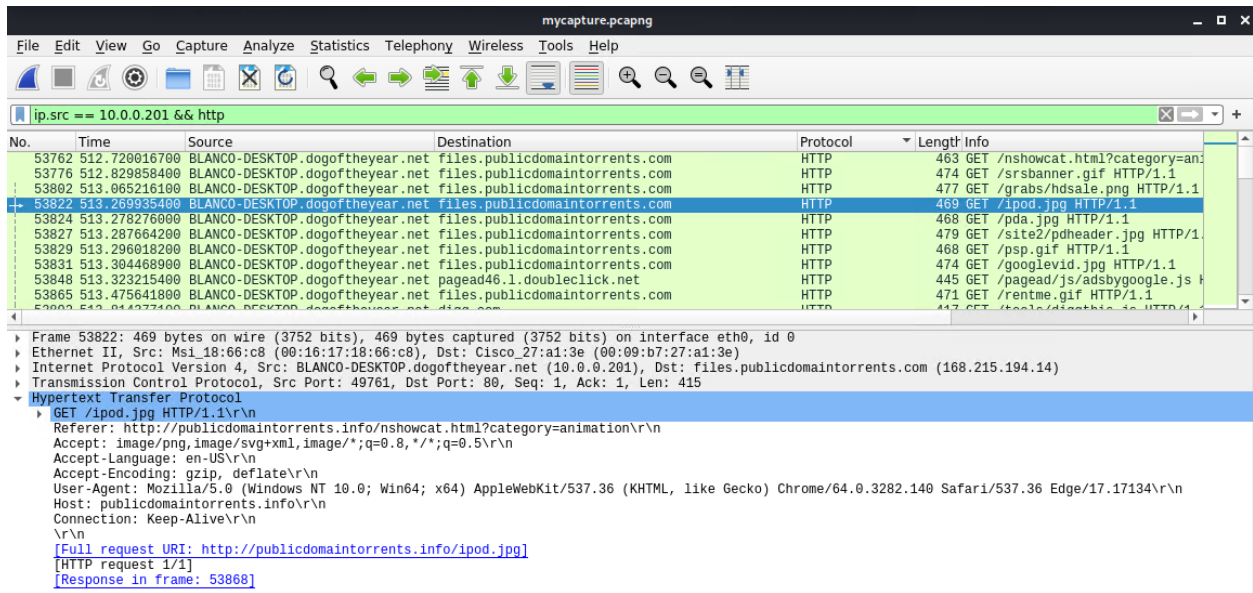 mycapture.pcapng
File Edit View Go Capture Analyze Statistics Telephony Wireless Tools Help
ip.src == 10.0.0.201 && http
No. Time Source Destination Protocol Length Info
53762 512.720016700 BLANCO-DESKTOP.dogoftheyear.net files.publicdomaintorrents.com HTTP 463 GET /nshowcat.html?category=ani
53776 512.829858400 BLANCO-DESKTOP.dogoftheyear.net files.publicdomaintorrents.com HTTP 474 GET /srsbanner.gif HTTP/1.1
53802 513.065216100 BLANCO-DESKTOP.dogoftheyear.net files.publicdomaintorrents.com HTTP 477 GET /grabs/hdsale.png HTTP/1.1
53822 513.269935400 BLANCO-DESKTOP.dogoftheyear.net files.publicdomaintorrents.com HTTP 469 GET /ipod.jpg HTTP/1.1
53824 513.278276000 BLANCO-DESKTOP.dogoftheyear.net files.publicdomaintorrents.com HTTP 468 GET /pda.jpg HTTP/1.1
53827 513.287664200 BLANCO-DESKTOP.dogoftheyear.net files.publicdomaintorrents.com HTTP 479 GET /site2/pdheader.jpg HTTP/1.
53829 513.296018200 BLANCO-DESKTOP.dogoftheyear.net files.publicdomaintorrents.com HTTP 468 GET /psp.gif HTTP/1.1
53831 513.304468900 BLANCO-DESKTOP.dogoftheyear.net files.publicdomaintorrents.com HTTP 474 GET /googlevid.jpg HTTP/1.1
53848 513.323215400 BLANCO-DESKTOP.dogoftheyear.net pagead46.l.doubleclick.net HTTP 445 GET /pagead/js/adsbygoogle.js H
53865 513.475641800 BLANCO-DESKTOP.dogoftheyear.net files.publicdomaintorrents.com HTTP 471 GET /rentme.gif HTTP/1.1
Frame 53822: 469 bytes on wire (3752 bits), 469 bytes captured (3752 bits) on interface eth0, id 0
Ethernet II, Src: Msi_18:66:c8 (00:16:17:18:66:c8), Dst: Cisco_27:a1:3e (00:09:b7:27:a1:3e)
Internet Protocol Version 4, Src: BLANCO-DESKTOP.dogoftheyear.net (10.0.0.201), Dst: files.publicdomaintorrents.com (168.215.194.14)
Transmission Control Protocol, Src Port: 49761, Dst Port: 80, Seq: 1, Ack: 1, Len: 415
Hypertext Transfer Protocol
GET /ipod.jpg HTTP/1.1\r\n
Referer: http://publicdomaintorrents.info/nshowcat.html?category=animation\r\n
Accept: image/png,image/svg+xml,image/*;q=0.8,*/*;q=0.5\r\n
Accept-Language: en-US\r\n
Accept-Encoding: gzip, deflate\r\n
User-Agent: Mozilla/5.0 (Windows NT 10.0; Win64; x64) AppleWebKit/537.36 (KHTML, like Gecko) Chrome/64.0.3282.140 Safari/537.36 Edge/17.17134\r\n
Host: publicdomaintorrents.info\r\n
Connection: Keep-Alive\r\n
\r\n
[Full request URI: http://publicdomaintorrents.info/ipod.jpg]
[HTTP request 1/1]
[Response in frame: 53868]